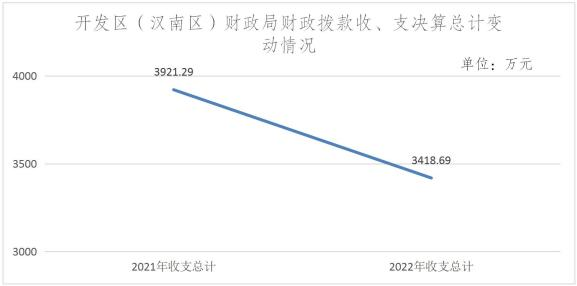 开发区（汉南区）财政局财政拨款收、支决算总计变
动情况
单位：万元
4000
3921.29
3500
3418.69
3000
2021年收支总计
2022年收支总计